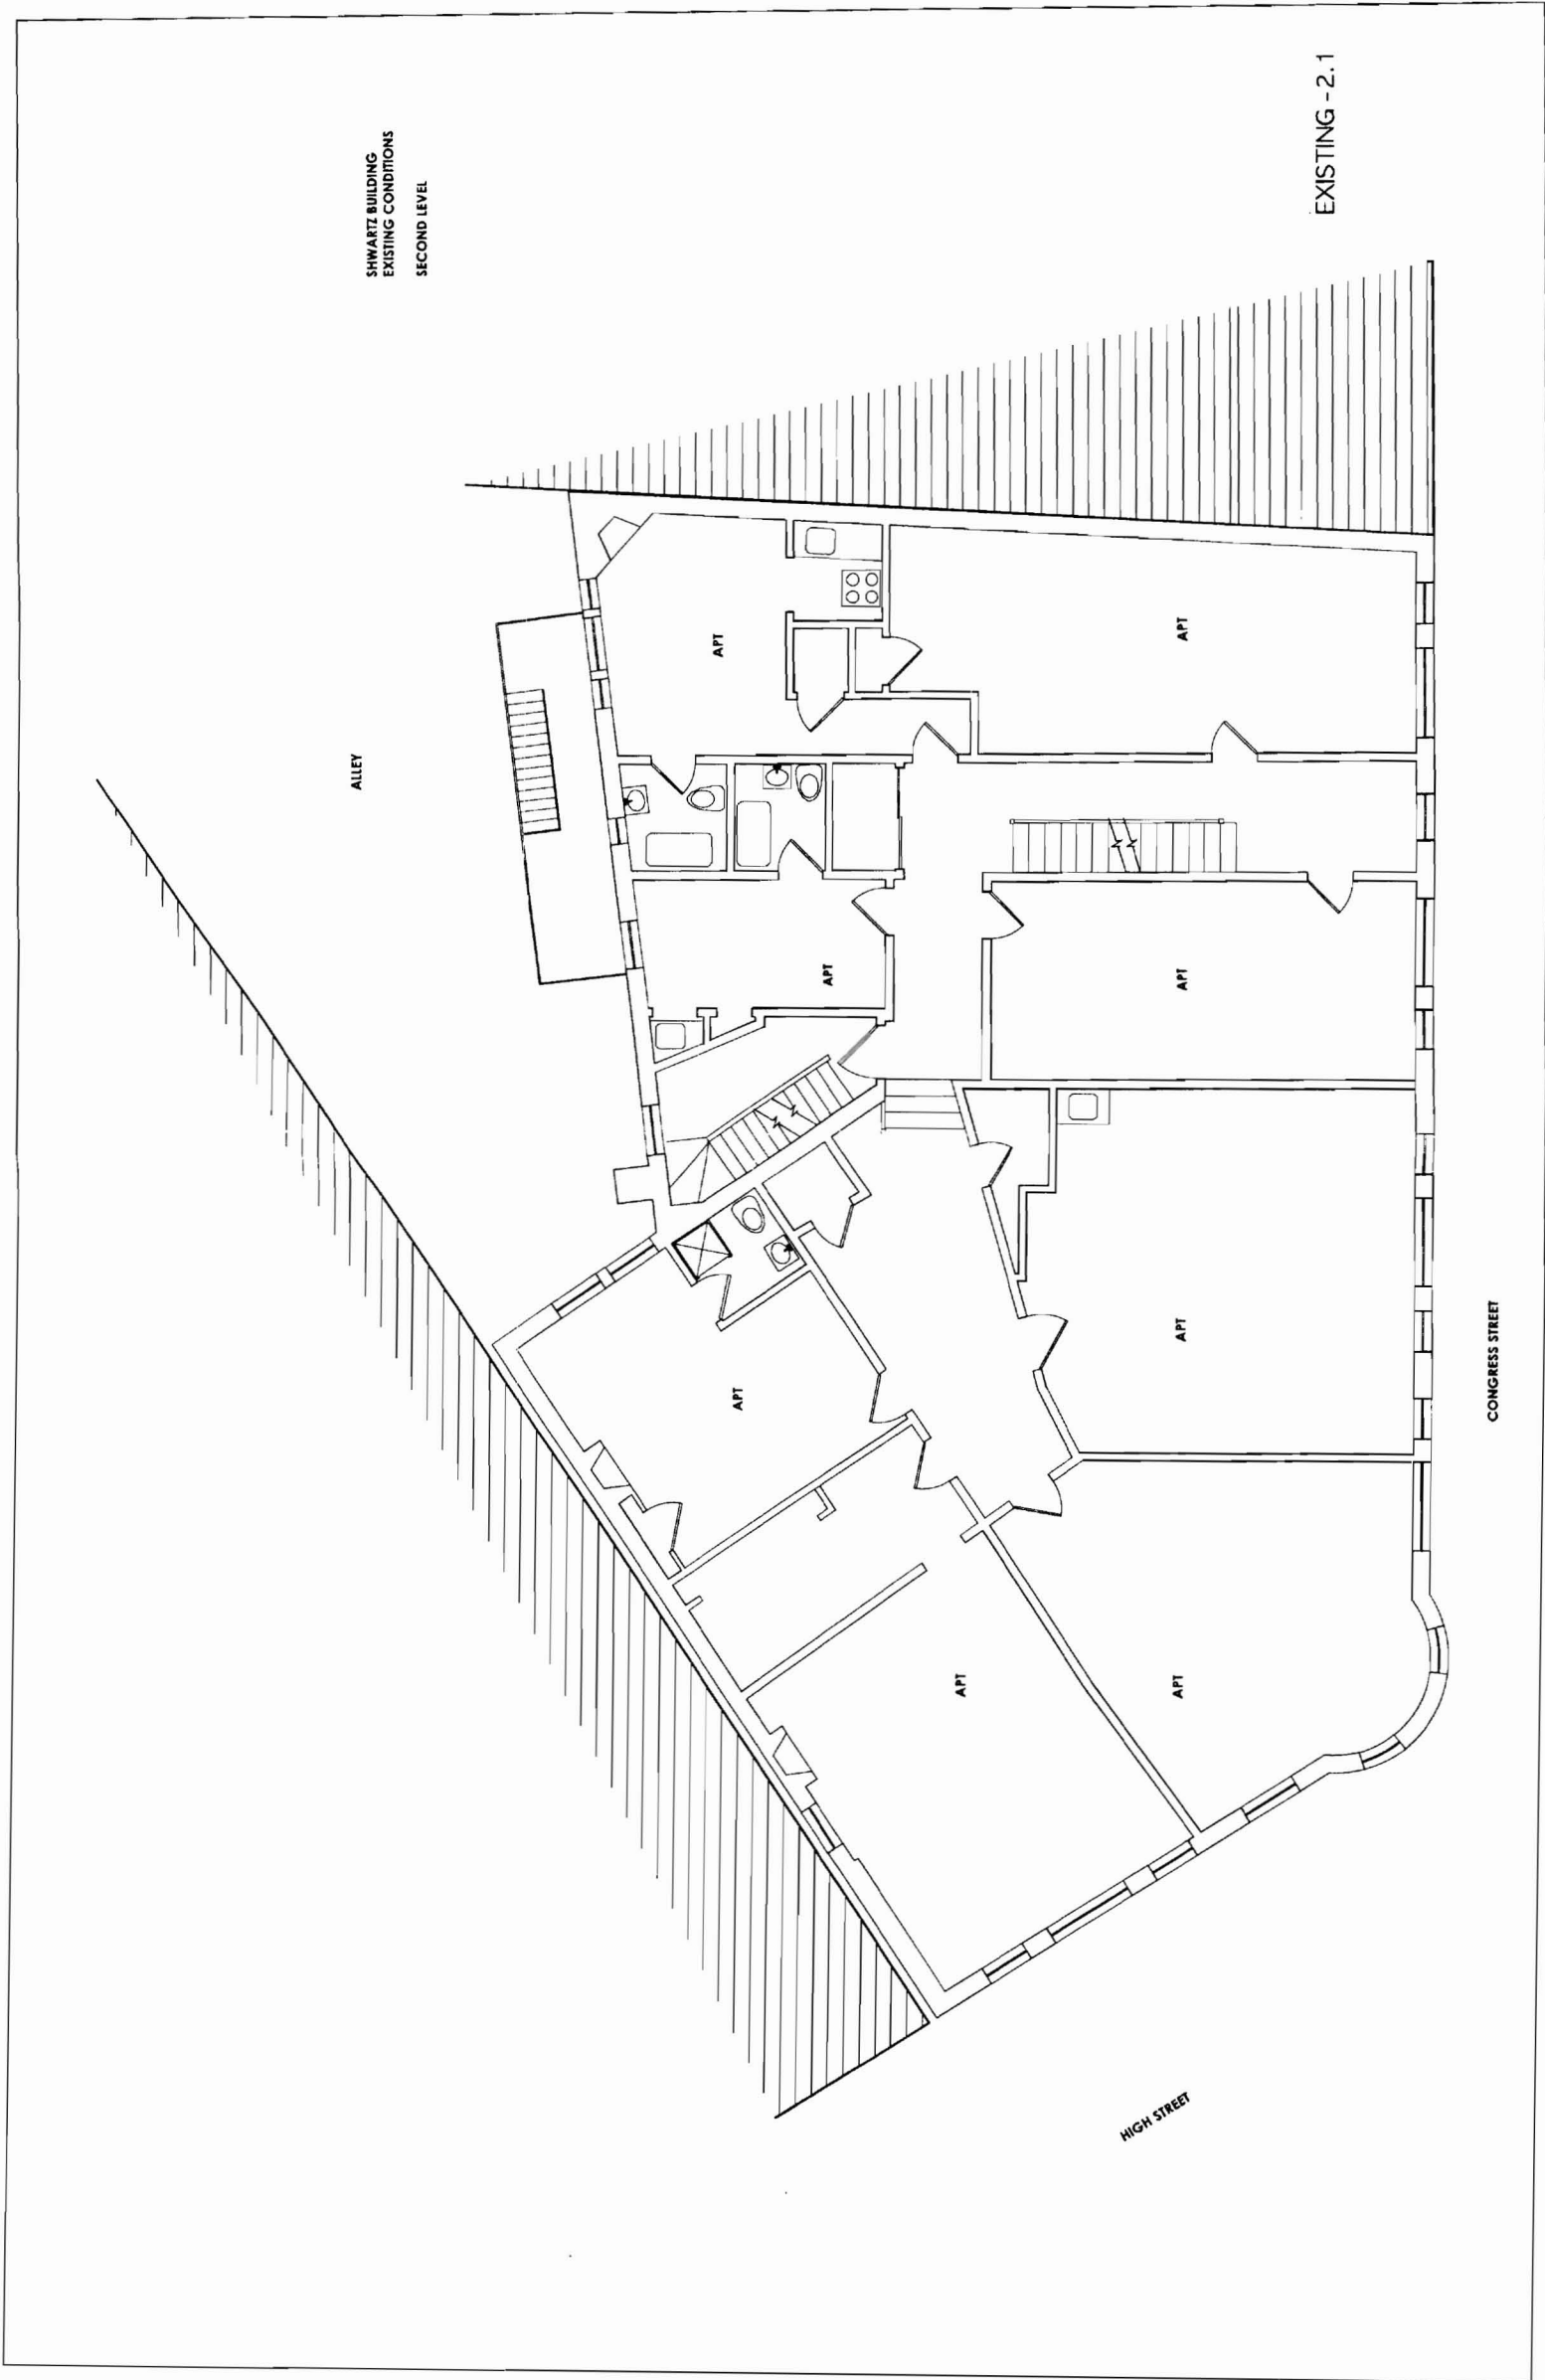 SHWARTZ BUILDING
EXISTING CONDITIONS
SECOND LEVEL
ALLEY
APT
APT
APT
APT
APT
APT
APT
APT
HIGH STREET
CONGRESS STREET
EXISTING - 2.1